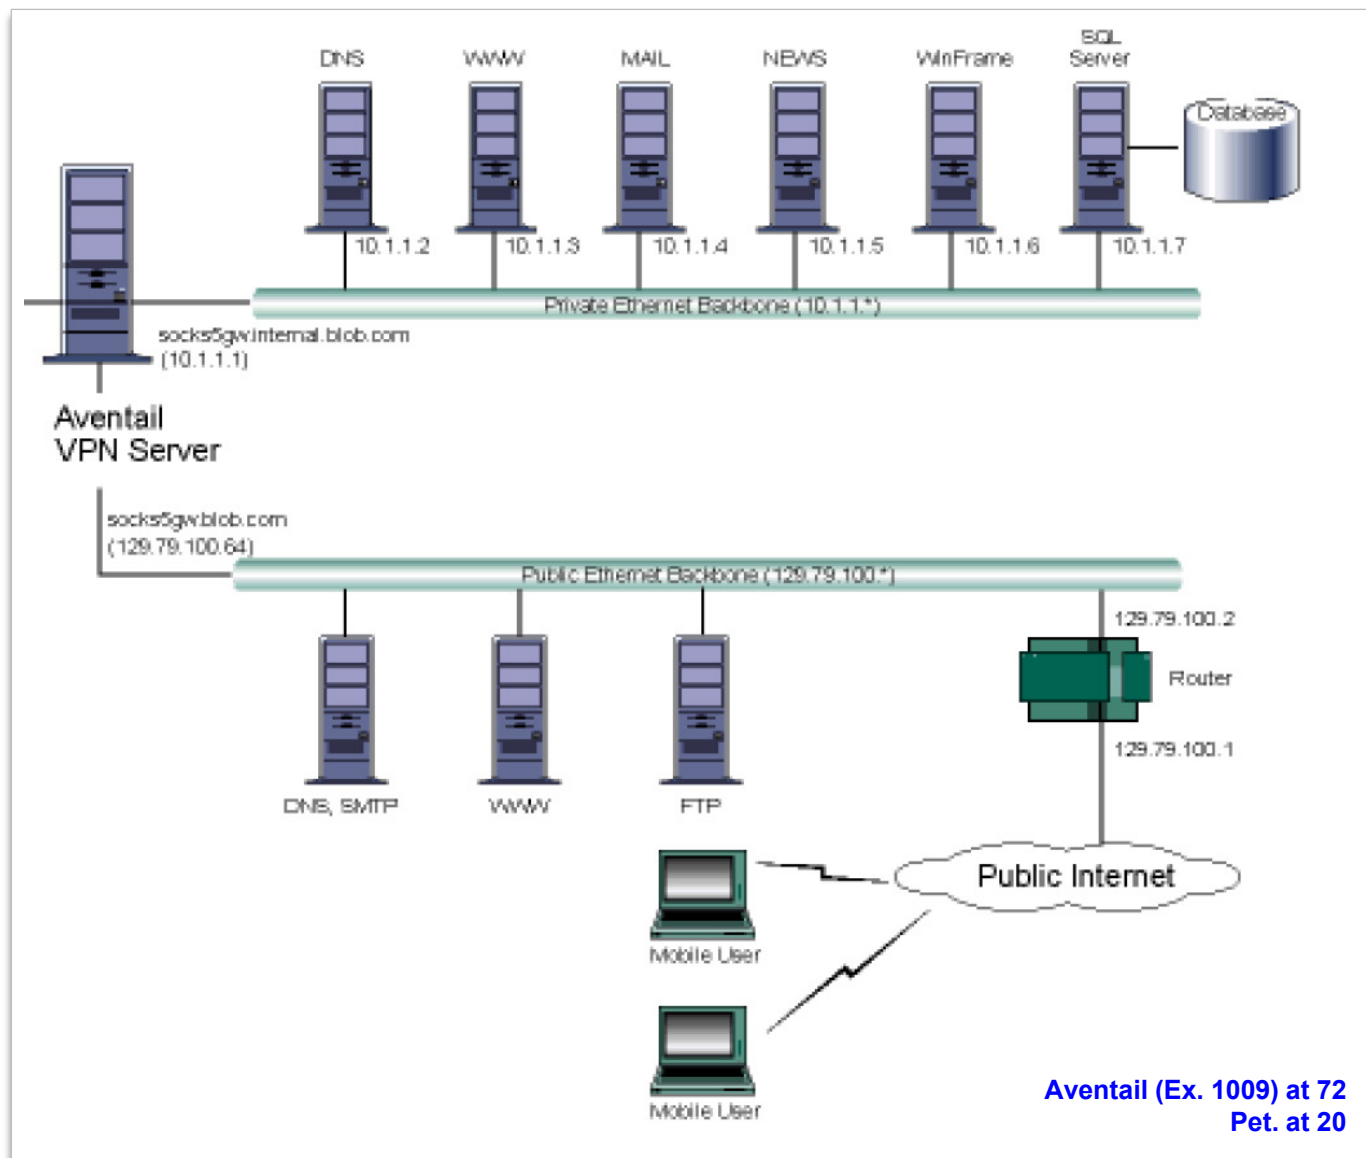 DNS
WWW
MAIL
NEWS
WinFrame
SQL
Server
Database
10.1.1.2
10.1.1.3
10.1.1.4
10.1.1.5
10.1.1.6
10.1.1.7
Private Ethernet Backbone (10.1.1.*)
socks5gw.internal.blob.com
(10.1.1.1)
Aventail
VPN Server
socks5gw.blob.com
(129.79.100.64)
Public Ethernet Backbone (129.79.100.*)
129.79.100.2
Router
129.79.100.1
DNS, SMTP
WWW
FTP
Public Internet
Mobile User
Mobile User
Aventail (Ex. 1009) at 72
Pet. at 20